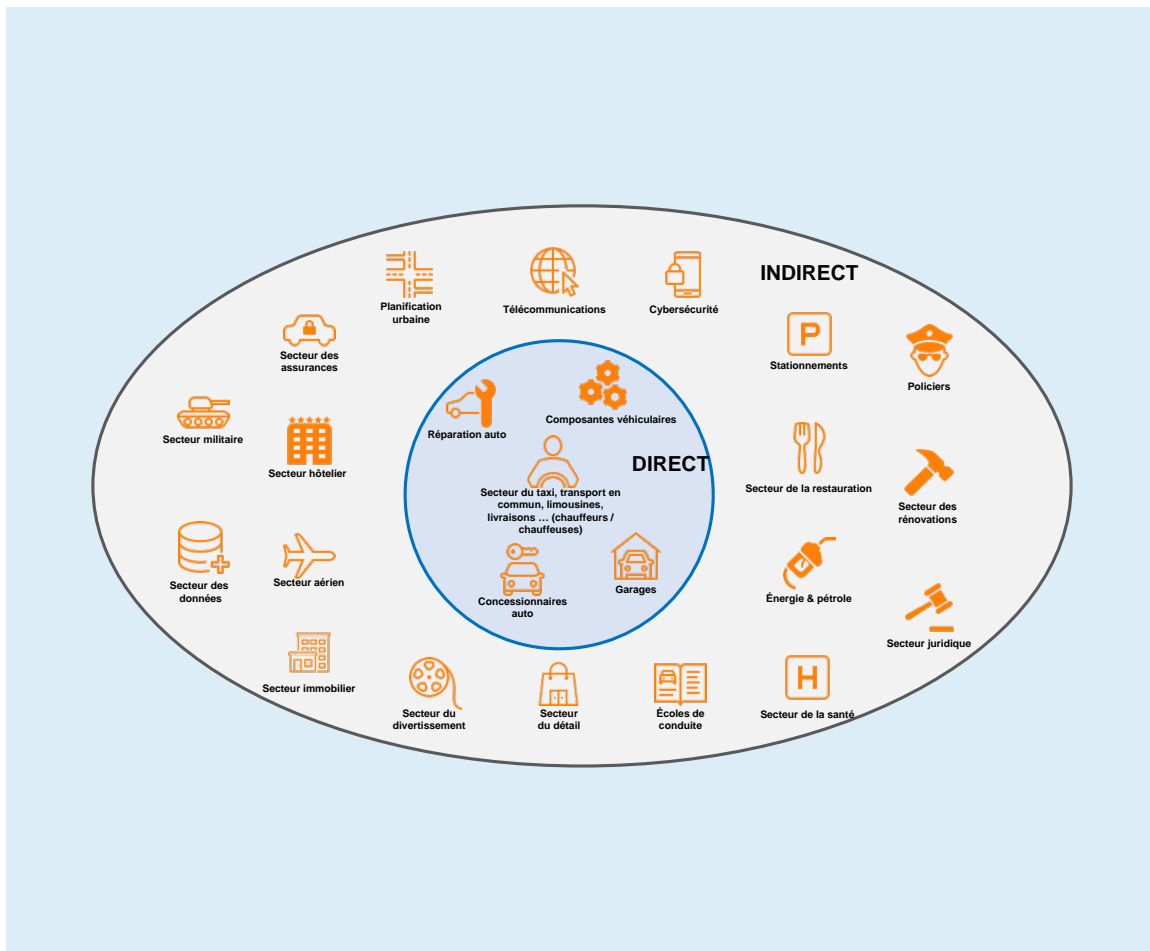 INDIRECT
Planification
urbaine
Télécommunications
Cybersécurité
Secteur des
assurances
P
Stationnements
Policiers
Secteur militaire
Secteur hôtelier
Réparation auto
Composantes véhiculaires
DIRECT
Secteur du taxi, transport en
commun, limousines,
livraisons ... (chauffeurs /
chauffeuses)
Secteur de la restauration
Secteur des
rénovations
Secteur des
données
Secteur aérien
Concessionnaires
auto
Garages
Énergie & pétrole
Secteur juridique
Secteur immobilier
Secteur du
divertissement
Secteur
du détail
Écoles de
conduite
H
Secteur de la santé